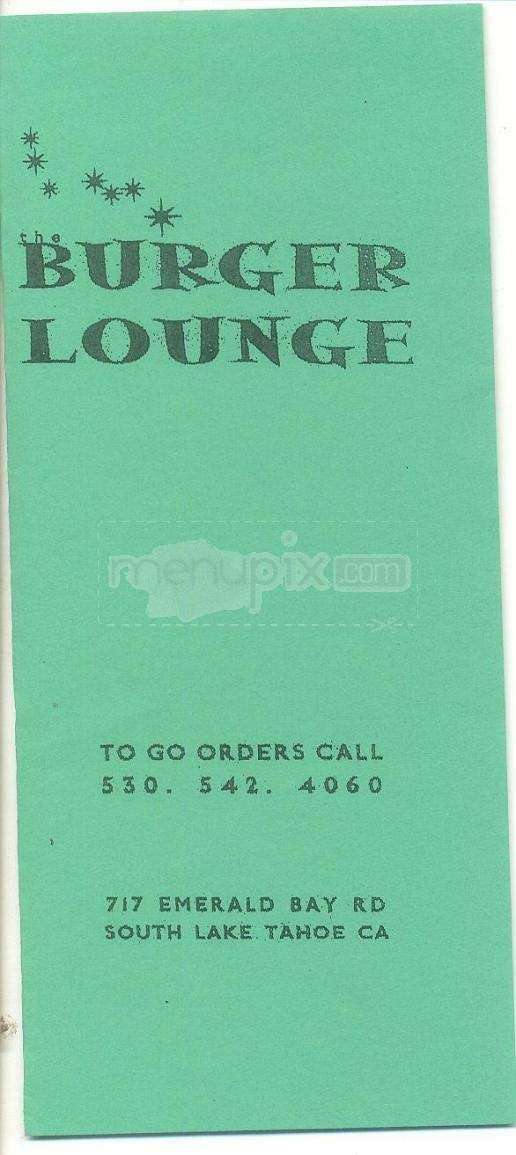 the
BURGER
LOUNGE
menupix.com
TO GO ORDERS CALL
530. 542. 4060
717 EMERALD BAY RD
SOUTH LAKE TAHOE CA